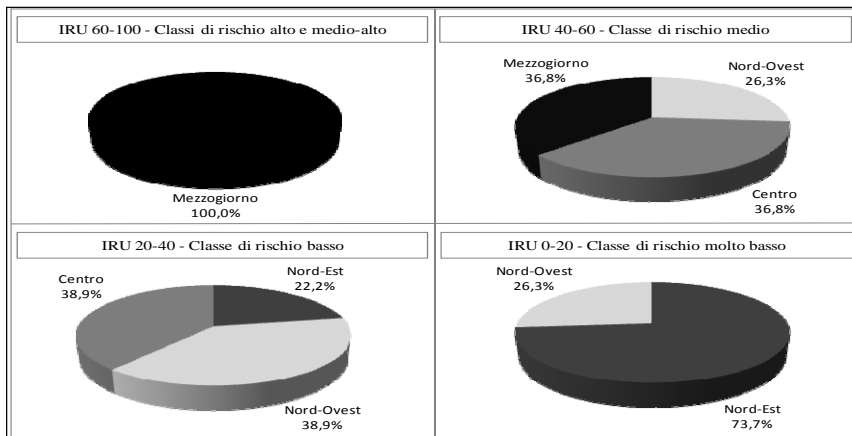 IRU 60-100 - Classi di rischio alto e medio-alto
Mezzogiorno
100,0%
IRU 40-60 - Classe di rischio medio
Mezzogiorno
36,8%
Nord-Ovest
26,3%
Centro
36,8%
IRU 20-40 - Classe di rischio basso
Centro
38,9%
Nord-Est
22,2%
Nord-Ovest
38,9%
IRU 0-20 - Classe di rischio molto basso
Nord-Ovest
26,3%
Nord-Est
73,7%